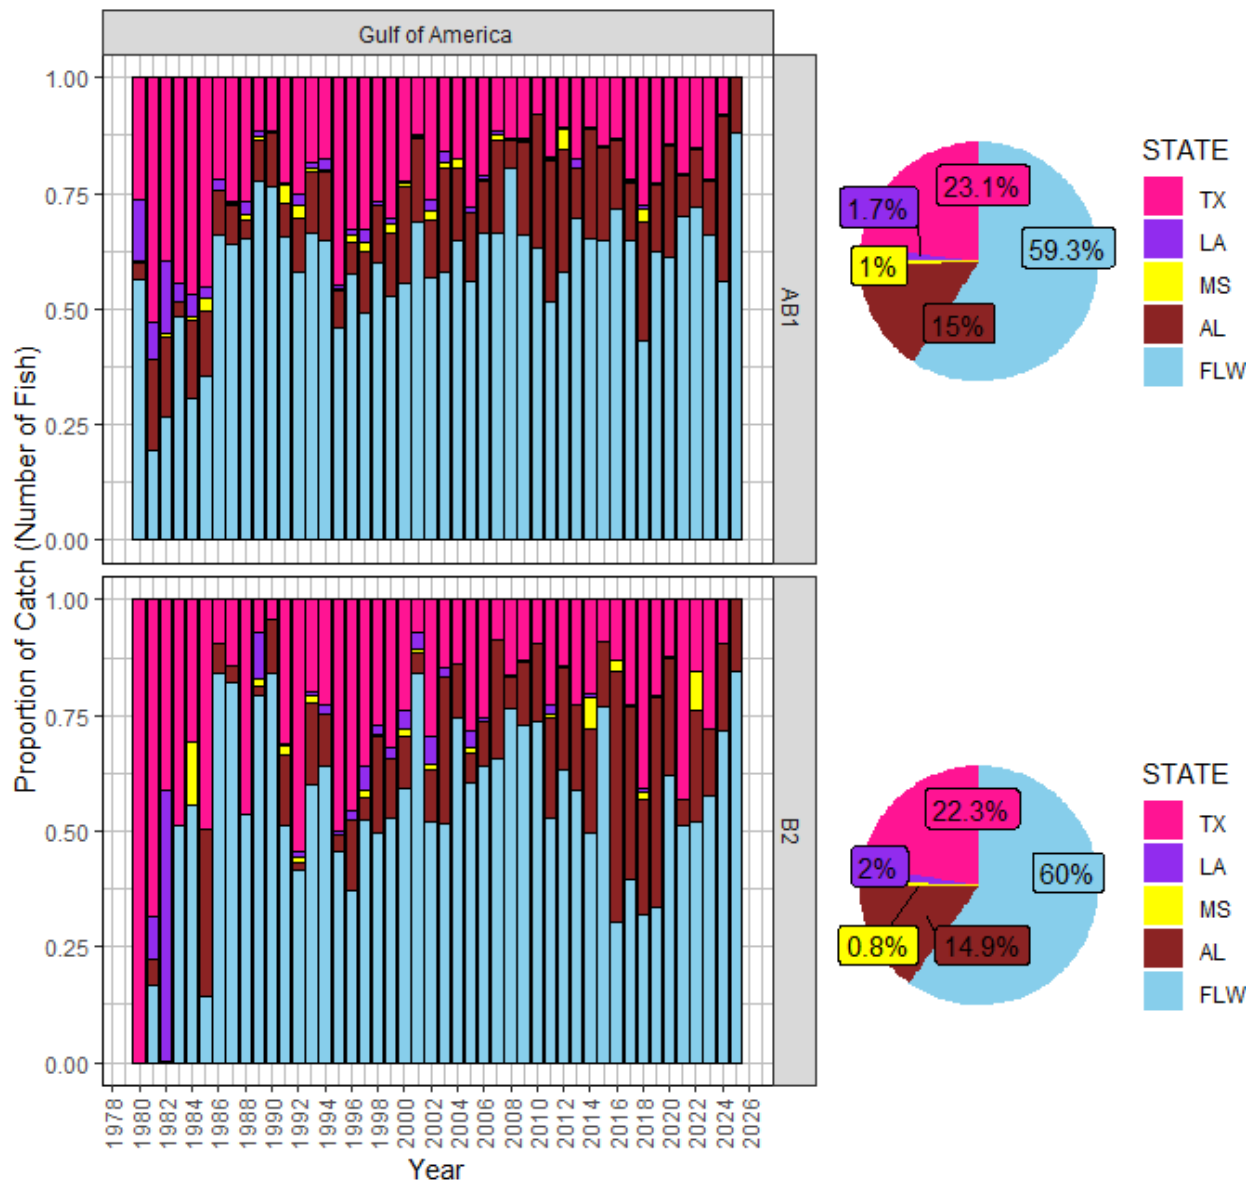 Gulf of America
1.00
0.75
0.50
0.25
0.00
AB1
23.1%
1.7%
59.3%
1%
15%
STATE
TX
LA
MS
AL
FLW
Proportion of Catch (Number of Fish)
1.00
0.75
0.50
0.25
0.00
B2
22.3%
2%
60%
0.8%
14.9%
STATE
TX
LA
MS
AL
FLW
1978 1980 1982 1984 1986 1988 1990 1992 1994 1996 1998 2000 2002 2004 2006 2008 2010 2012 2014 2016 2018 2020 2022 2024 2026
Year